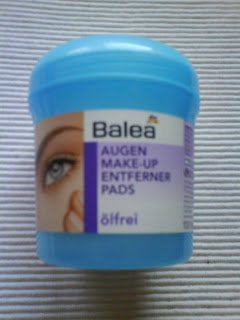 Balea
AUGEN
MAKE-UP
ENTFERNER
PADS
ölfrei